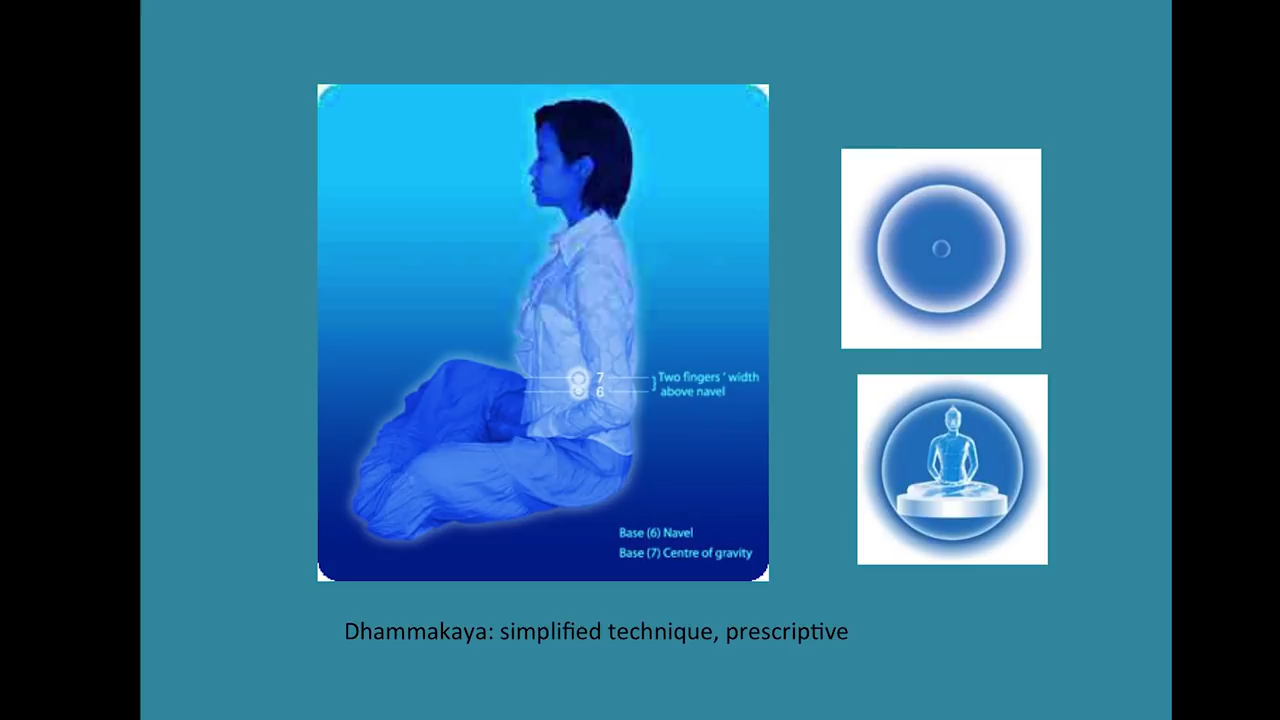 7
6
Two fingers ' width
above navel
Base (6) Navel
Base (7) Centre of gravity
Dhammakaya: simplified technique, prescriptive